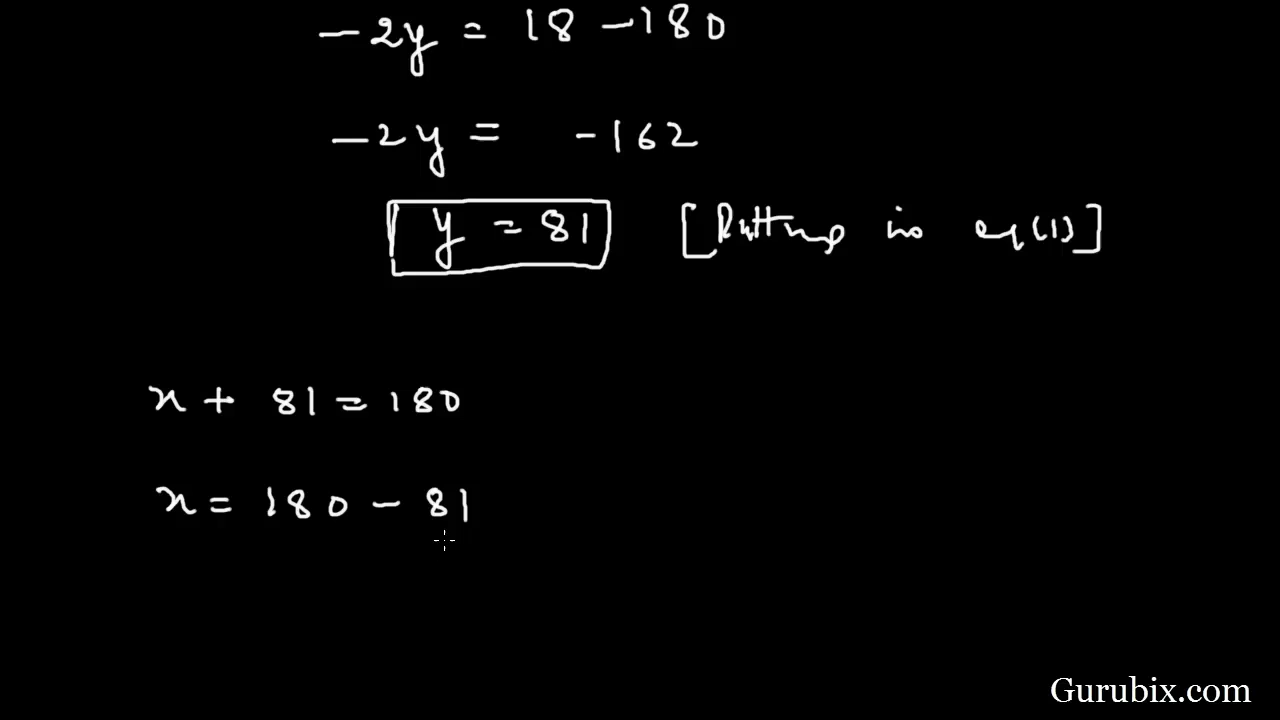 -2y = 18 - 180
-2y = -162
y = 81 [Putting in eq(1)]
x + 81 = 180
x = 180 - 81
Gurubix.com